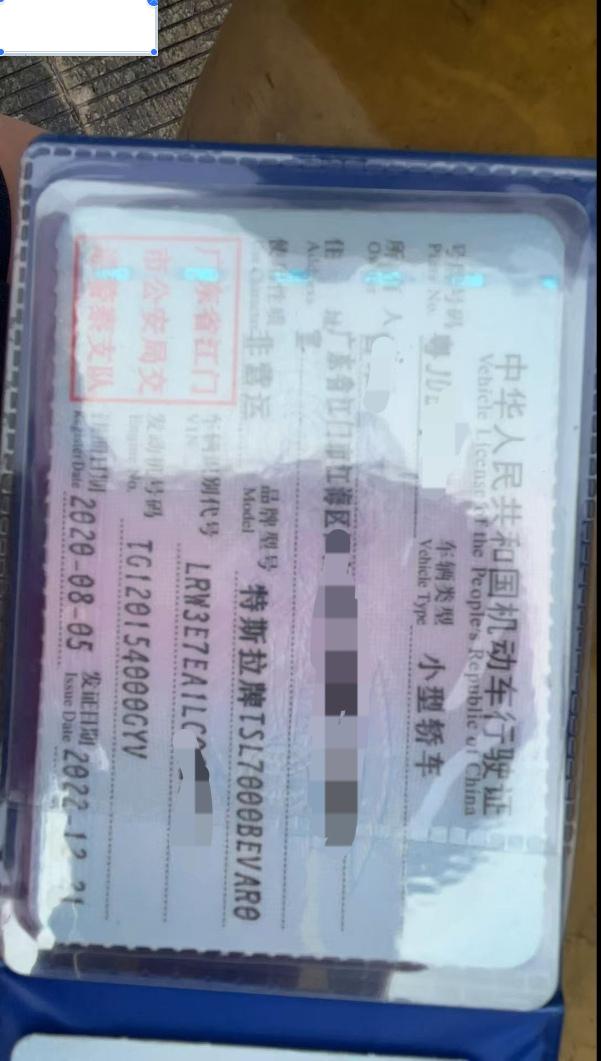 中华人民共和国机动车行驶证
Vehicle License of the People's Republic of China
号牌号码 粤J 车辆类型 小型轿车
Plate No. Vehicle Type
所有人
Owner
住 址 广东省江门市江海区
Address
使用性质 非营运 品牌型号 特斯拉牌TSL7000BEVAR0
Use Character Model
广东省江门
市公安局交
通警察支队
车辆识别代号 LRW3E7EA1LC
VIN
发动机号码 TG120154000GYV
Engine No.
注册日期 2020-08-05 发证日期 2022-12-21
Register Date Issue Date